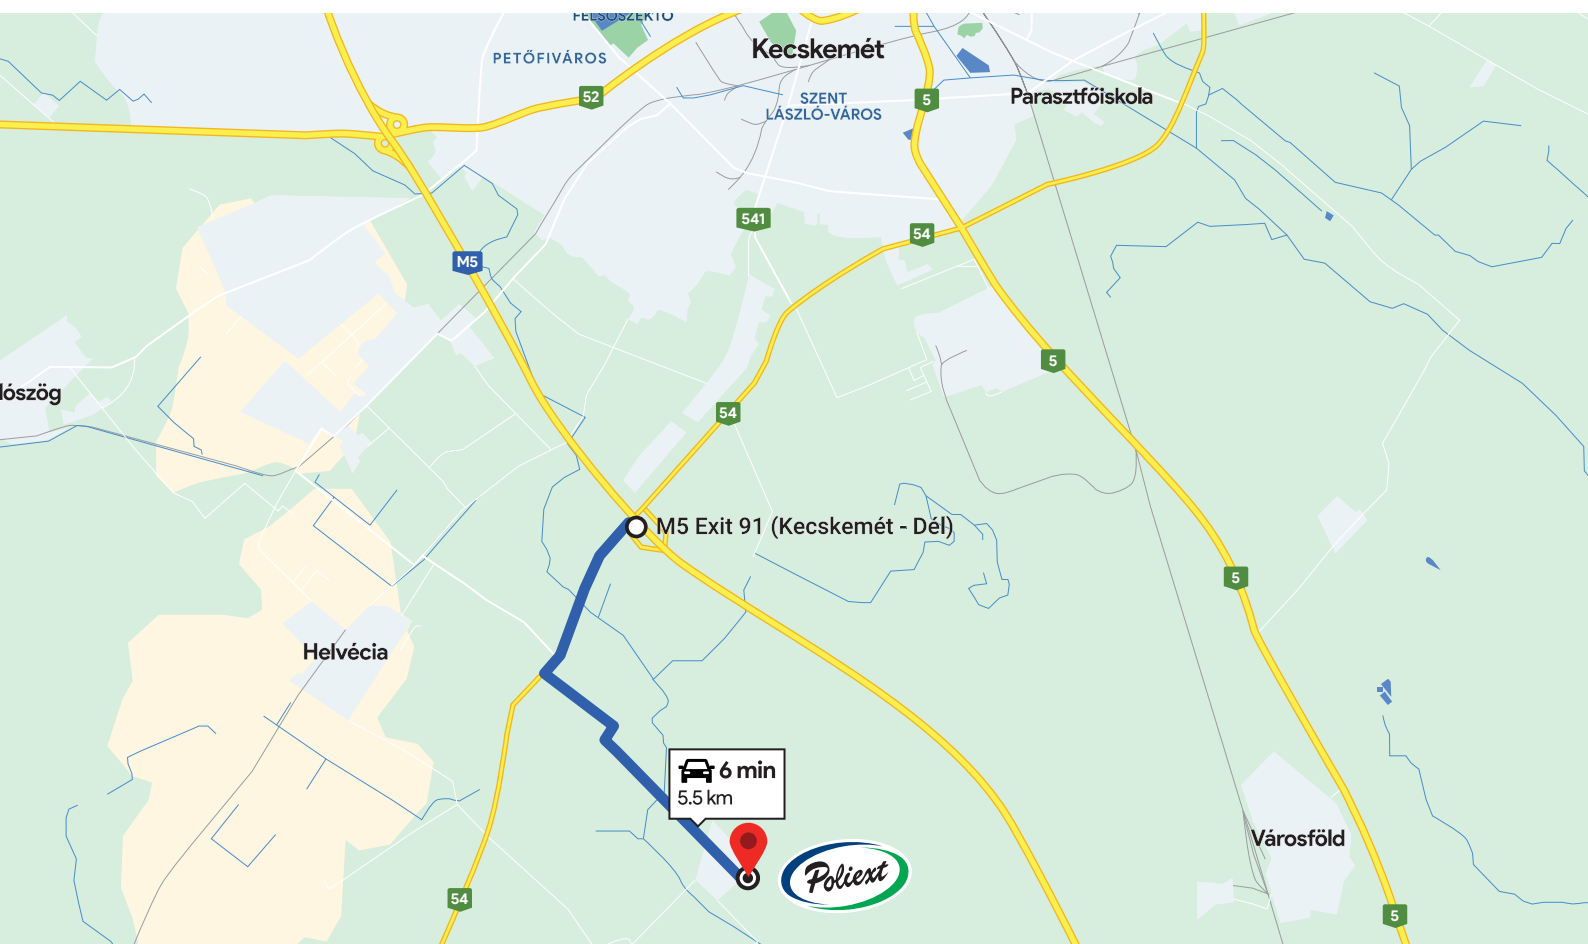 FELSŐSZÉKTÓ
PETŐFIVÁROS
Kecskemét
52
SZENT
LÁSZLÓ-VÁROS
5
Parasztfőiskola
541
54
M5
5
lószög
54
M5 Exit 91 (Kecskemét - Dél)
5
Helvécia
6 min
5.5 km
Városföld
Poliext
54
5